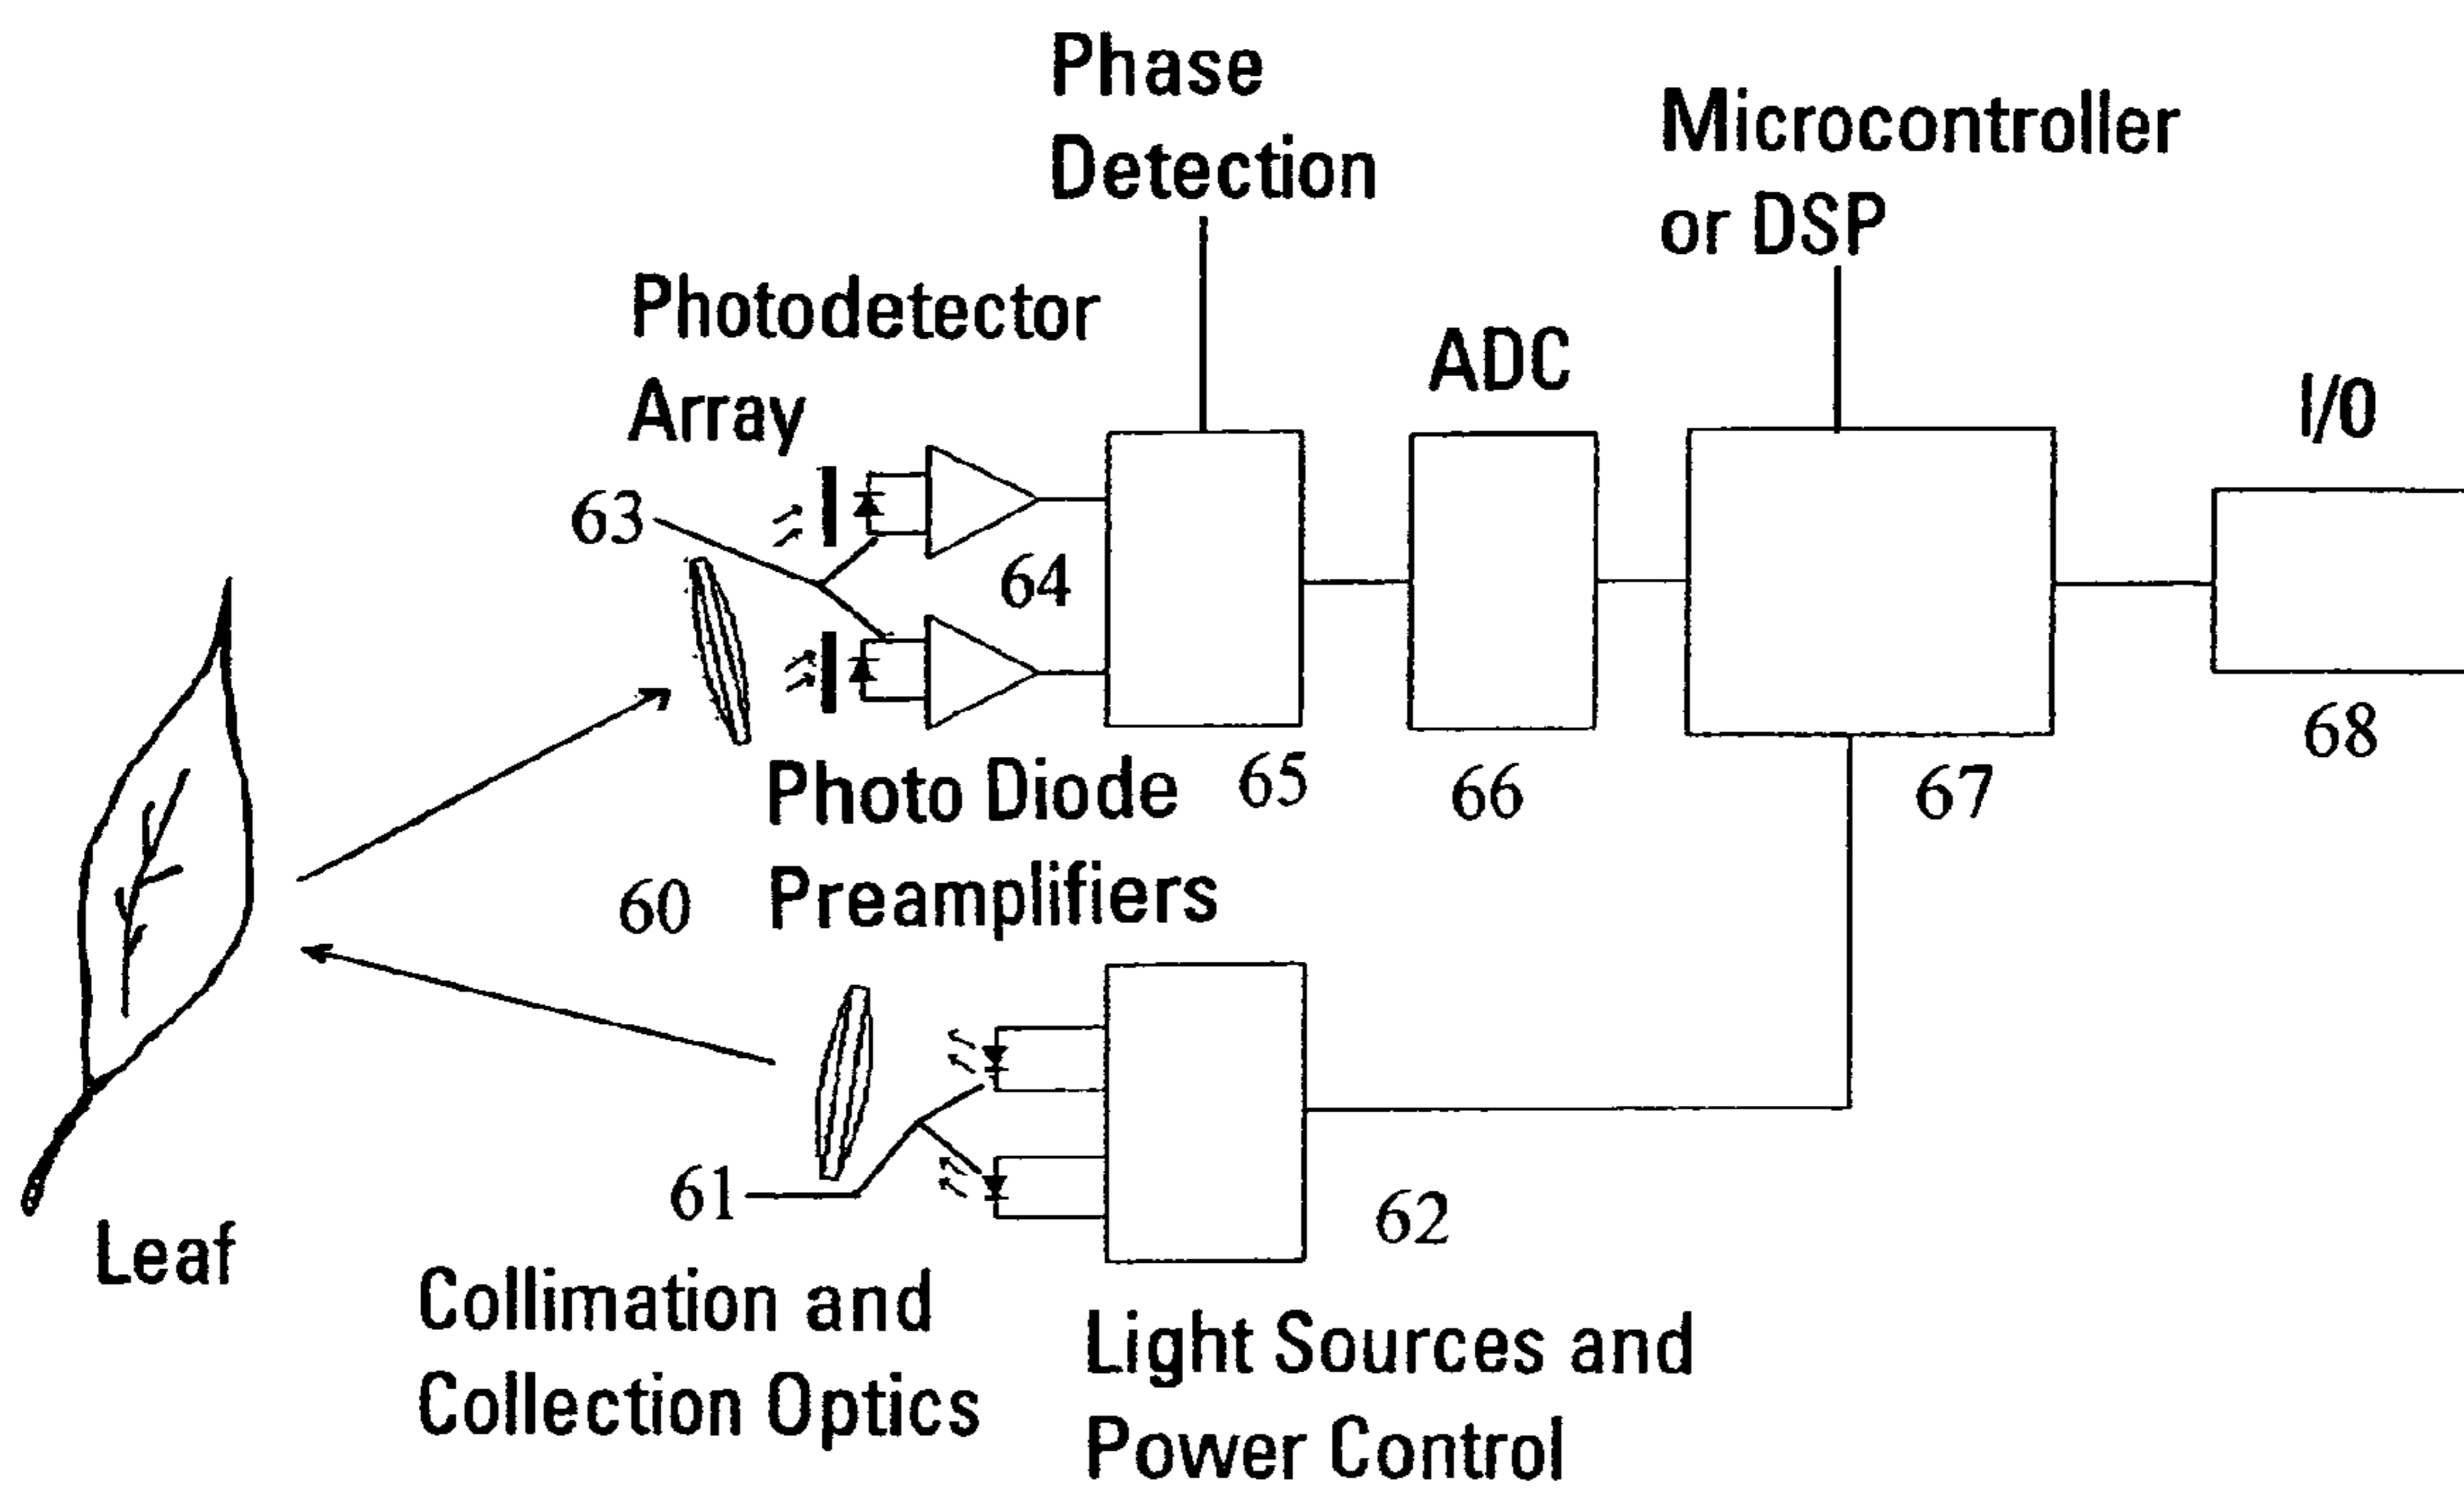 Phase
Detection
Microcontroller
or DSP
Photodetector
Array
ADC
I/O
63
64
65
66
67
68
Photo Diode
Preamplifiers
60
61
62
Leaf
Collimation and
Collection Optics
Light Sources and
Power Control